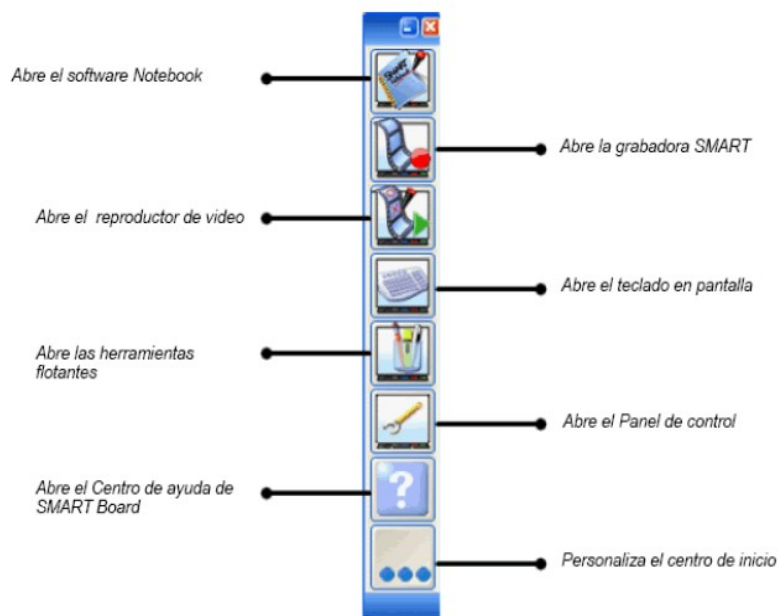 Abre el software Notebook
Abre la grabadora SMART
Abre el reproductor de video
Abre el teclado en pantalla
Abre las herramientas
flotantes
Abre el Panel de control
Abre el Centro de ayuda de
SMART Board
?
Personaliza el centro de inicio